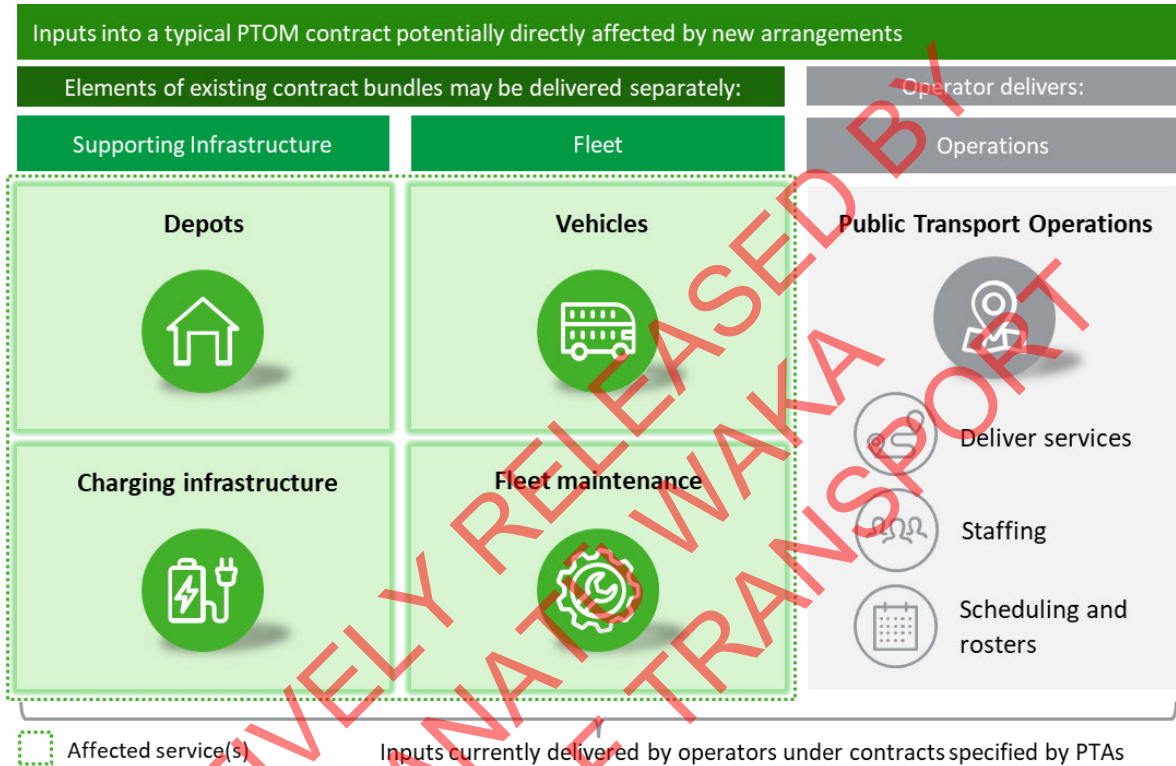 Inputs into a typical PTOM contract potentially directly affected by new arrangements
Elements of existing contract bundles may be delivered separately:
Operator delivers:
Supporting Infrastructure
Fleet
Operations
Depots
Vehicles
Public Transport Operations
Deliver services
Charging infrastructure
Fleet maintenance
Staffing
Scheduling and
rosters
Affected service(s)
Inputs currently delivered by operators under contracts specified by PTAs
IVELY RELEASED BY
WAKA
TRANSPORT